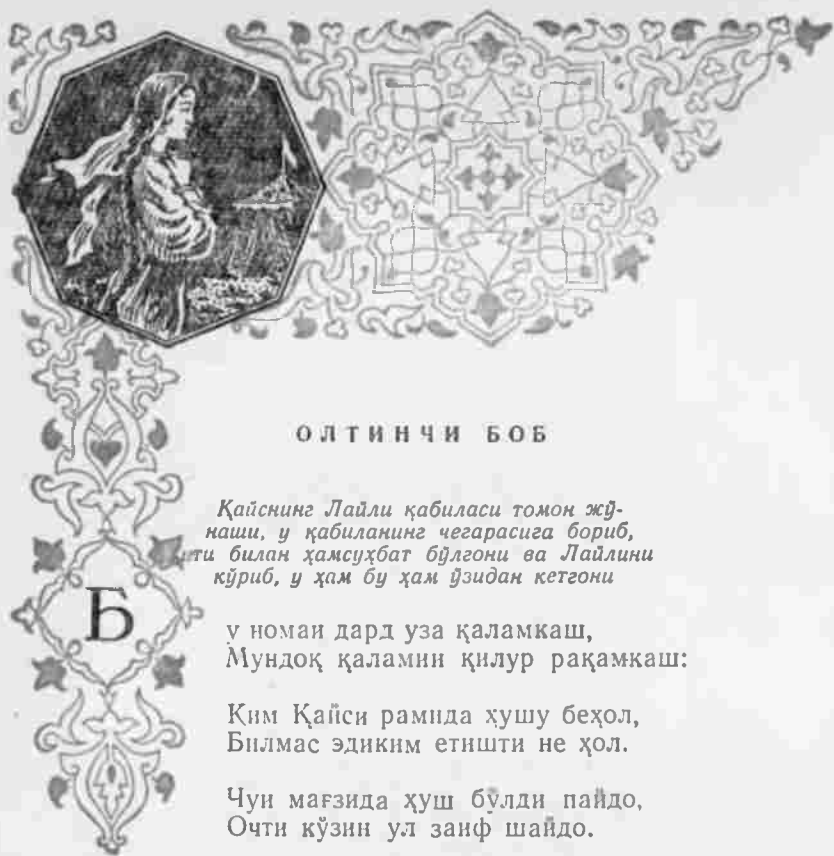 ОЛТИНЧИ БОБ
Қайснинг Лайли қабиласи томон жў-
наши, у қабиланинг чегарасига бориб,
ити билан ҳамсуҳбат бўлгони ва Лайлини
кўриб, у ҳам бу ҳам ўзидан кетгони
Б
у номаи дард уза қаламкаш,
Мундоқ қаламин қилур рақамкаш:
Ким Қайси рамида ҳушу беҳол,
Билмас эдиким етишти не ҳол.
Чун мағзида ҳуш бўлди пайдо,
Очти кўзин ул заиф шайдо.